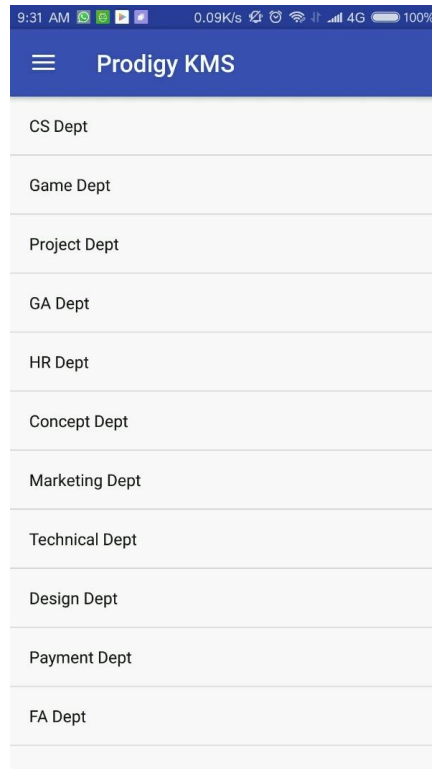 9:31 AM 0.09K/s 4G 100%
Prodigy KMS
CS Dept
Game Dept
Project Dept
GA Dept
HR Dept
Concept Dept
Marketing Dept
Technical Dept
Design Dept
Payment Dept
FA Dept